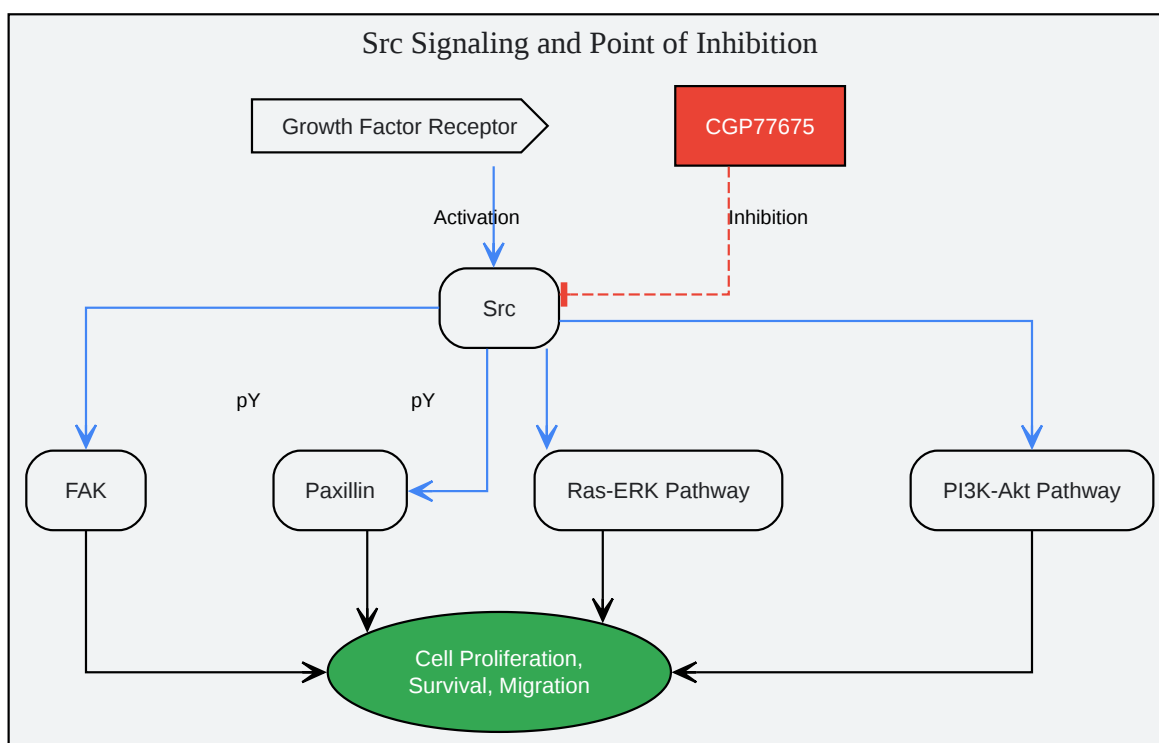 Src Signaling and Point of Inhibition
Growth Factor Receptor
CGP77675
Activation
Inhibition
Src
pY
pY
FAK
Paxillin
Ras-ERK Pathway
PI3K-Akt Pathway
Cell Proliferation,
Survival, Migration